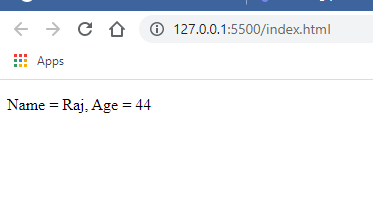 127.0.0.1:5500/index.html
Apps
Name = Raj, Age = 44